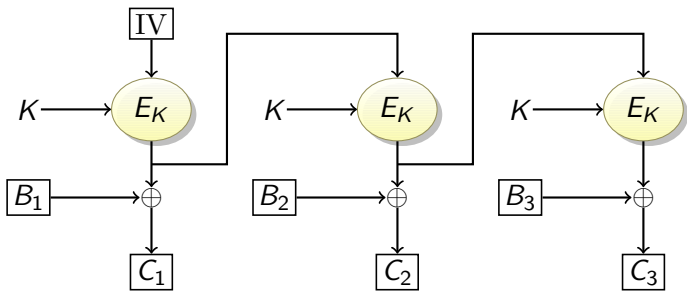 IV
K E_K K E_K K E_K
B_1 ⊕ B_2 ⊕ B_3 ⊕
C_1 C_2 C_3